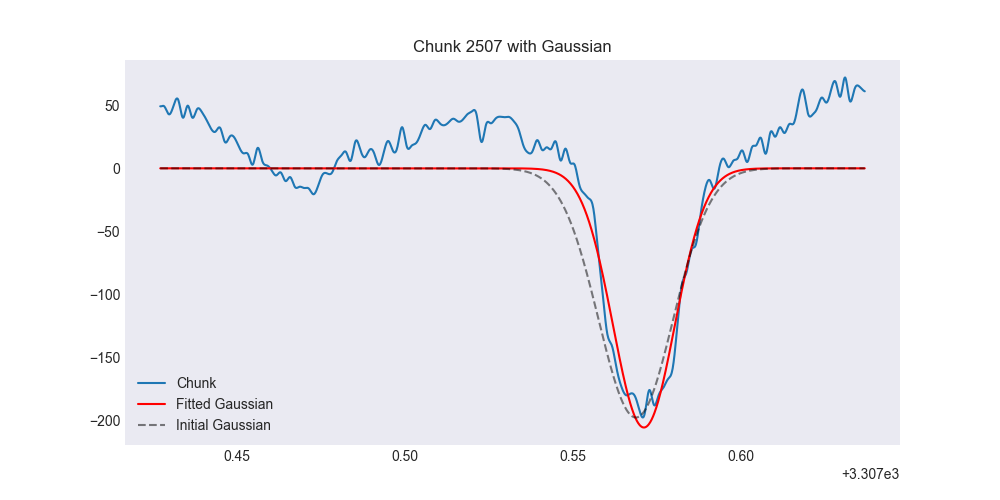 Chunk 2507 with Gaussian
50
0
−50
−100
−150
−200
Chunk
Fitted Gaussian
Initial Gaussian
0.45 0.50 0.55 0.60
+3.307e3